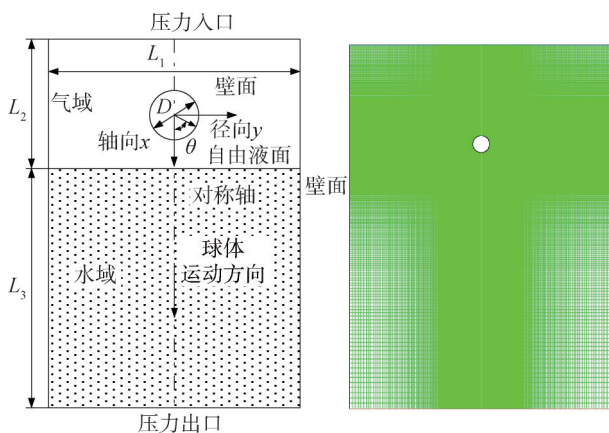 压力入口
L1
气域
壁面
L2
D
轴向x
径向y
θ
自由液面
对称轴
壁面
球体
水域
运动方向
L3
压力出口